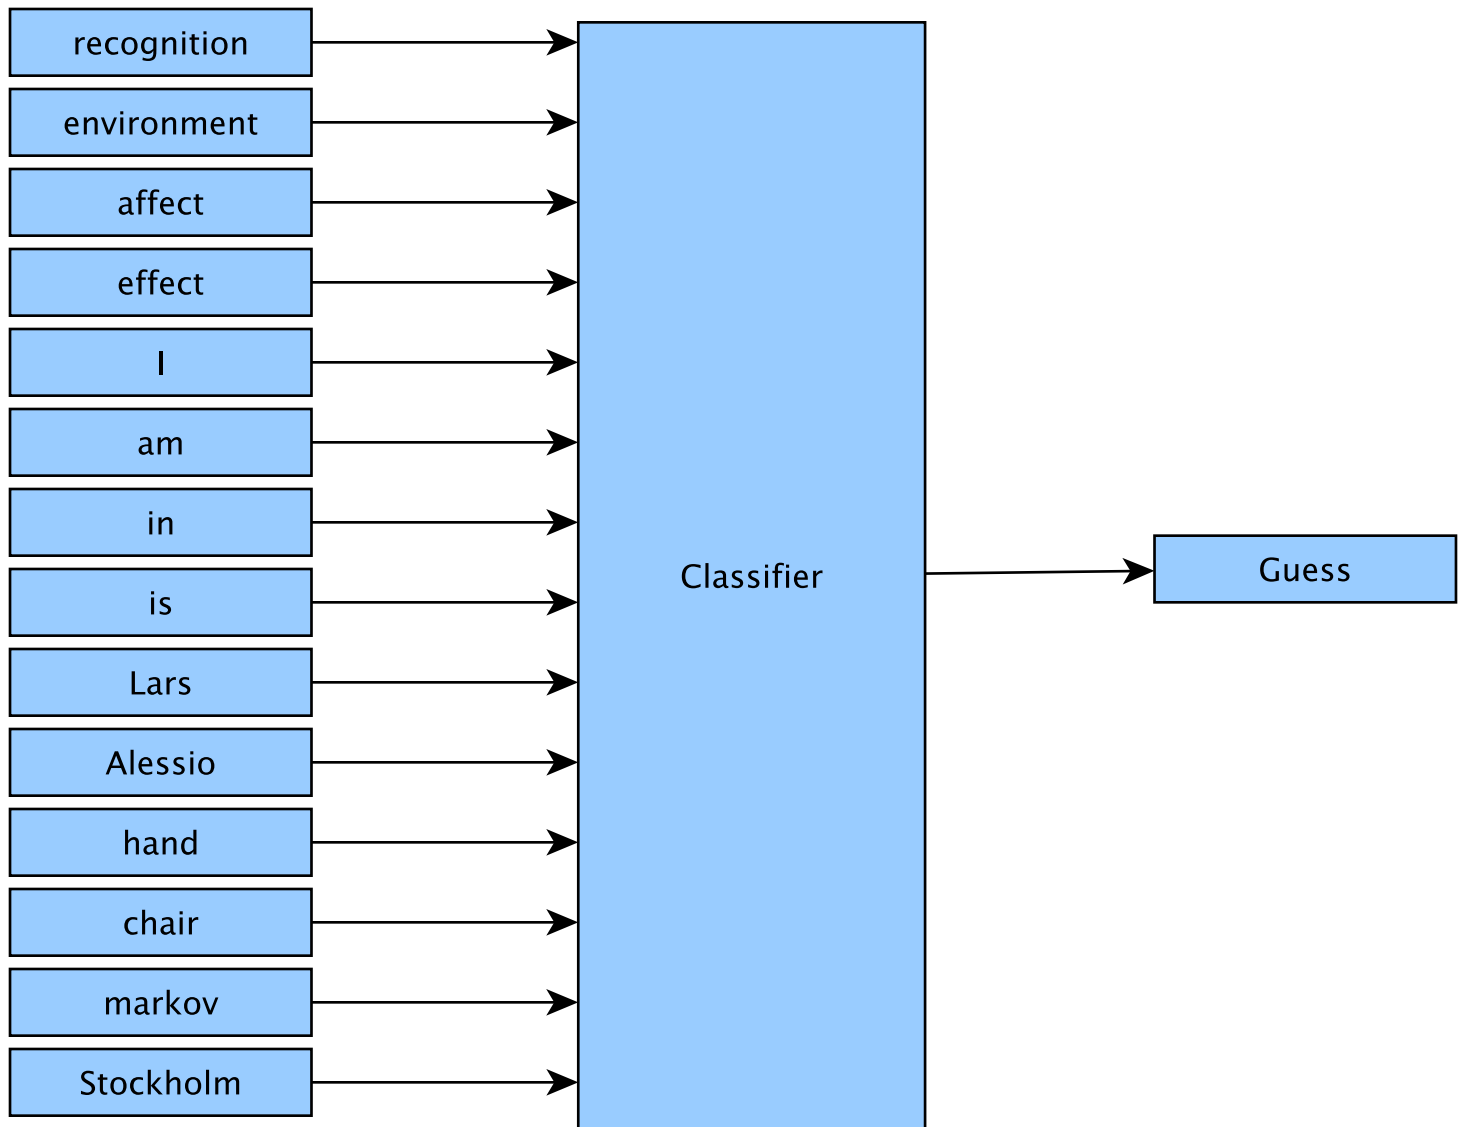 recognition
environment
affect
effect
I
am
in
is
Lars
Alessio
hand
chair
markov
Stockholm
Classifier
Guess